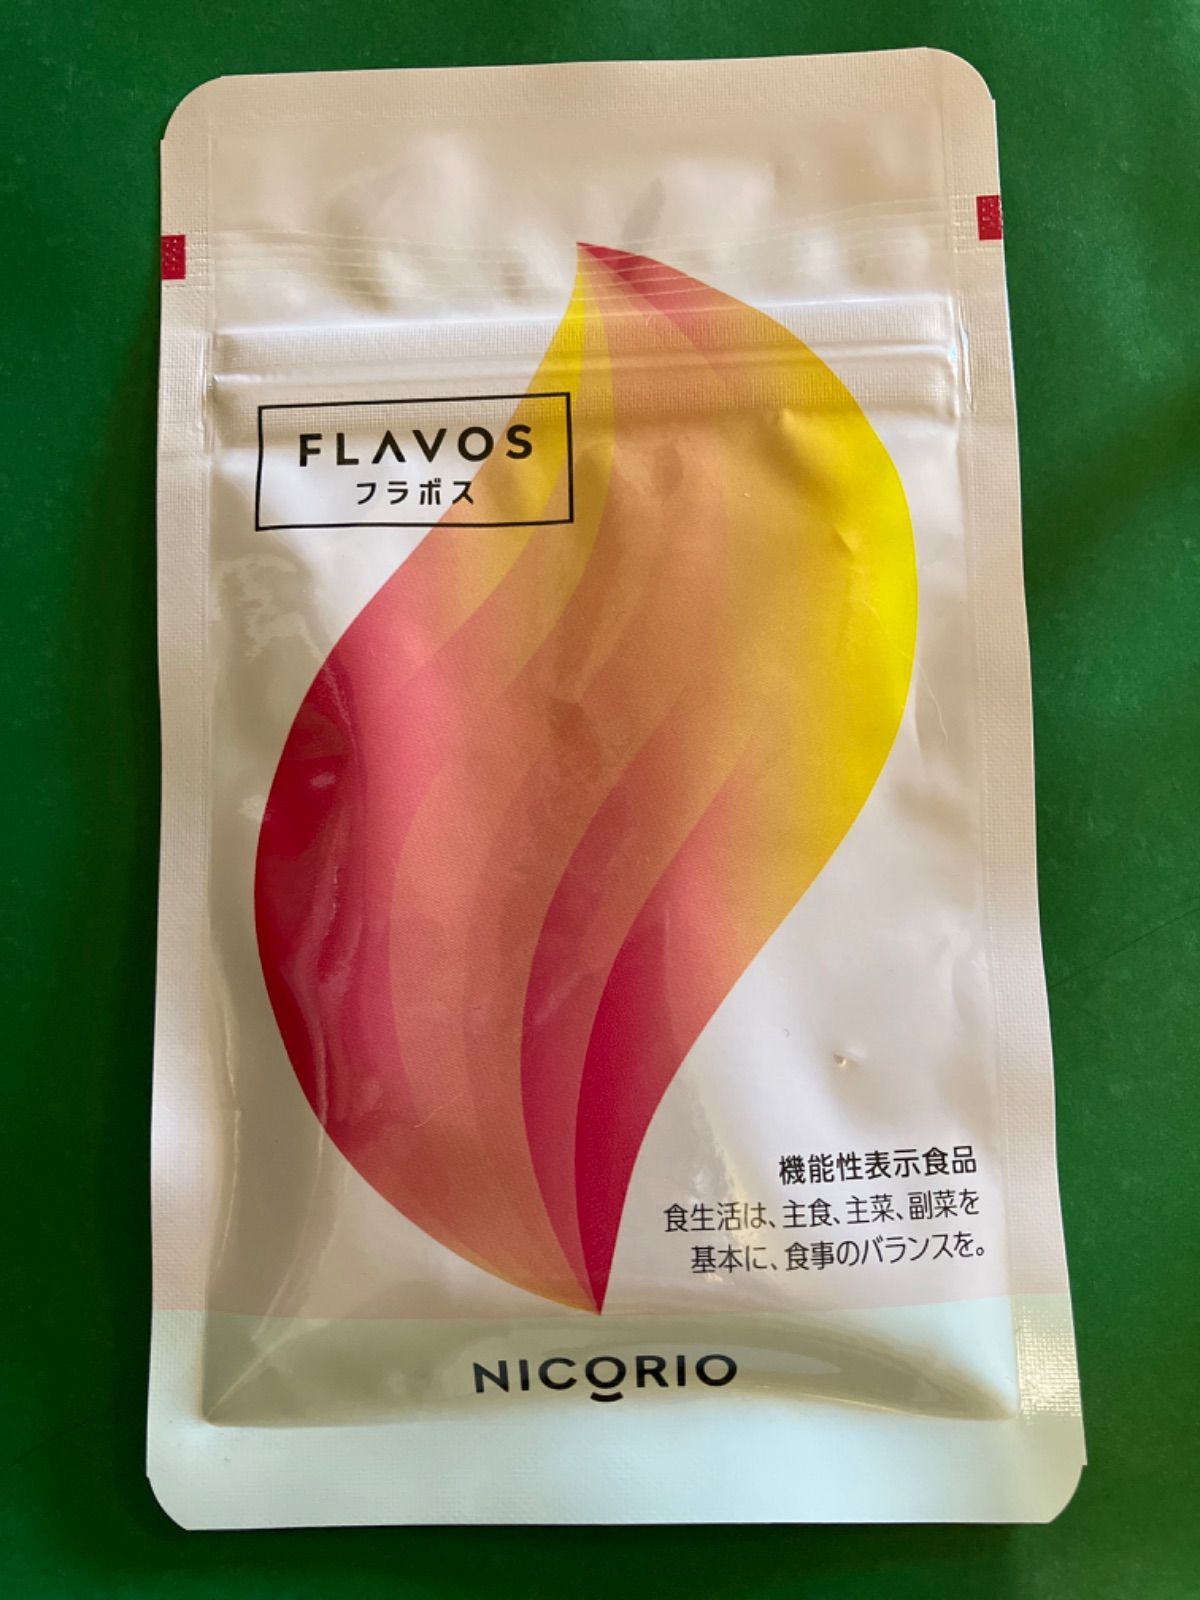 FLAVOS
フラボス
機能性表示食品
食生活は、主食、主菜、副菜を
基本に、食事のバランスを。
NICORIO